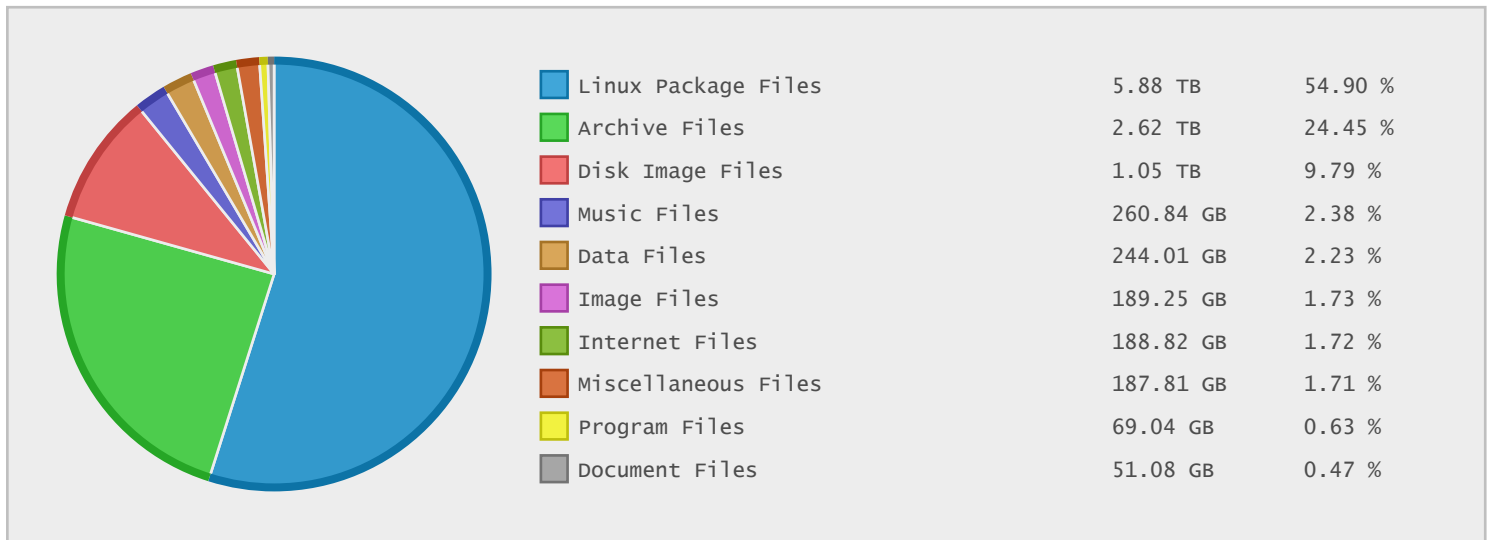 Linux Package Files 5.88 TB 54.90 %
Archive Files 2.62 TB 24.45 %
Disk Image Files 1.05 TB 9.79 %
Music Files 260.84 GB 2.38 %
Data Files 244.01 GB 2.23 %
Image Files 189.25 GB 1.73 %
Internet Files 188.82 GB 1.72 %
Miscellaneous Files 187.81 GB 1.71 %
Program Files 69.04 GB 0.63 %
Document Files 51.08 GB 0.47 %